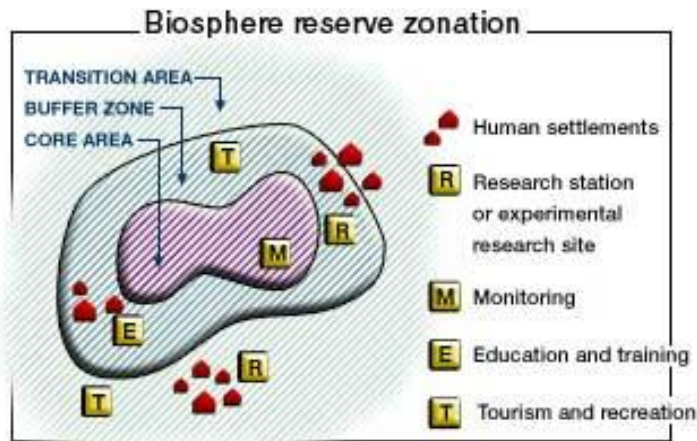 Biosphere reserve zonation
TRANSITION AREA
BUFFER ZONE
CORE AREA
T
R
M
E
R
T
Human settlements
R Research station
or experimental
research site
M Monitoring
E Education and training
T Tourism and recreation